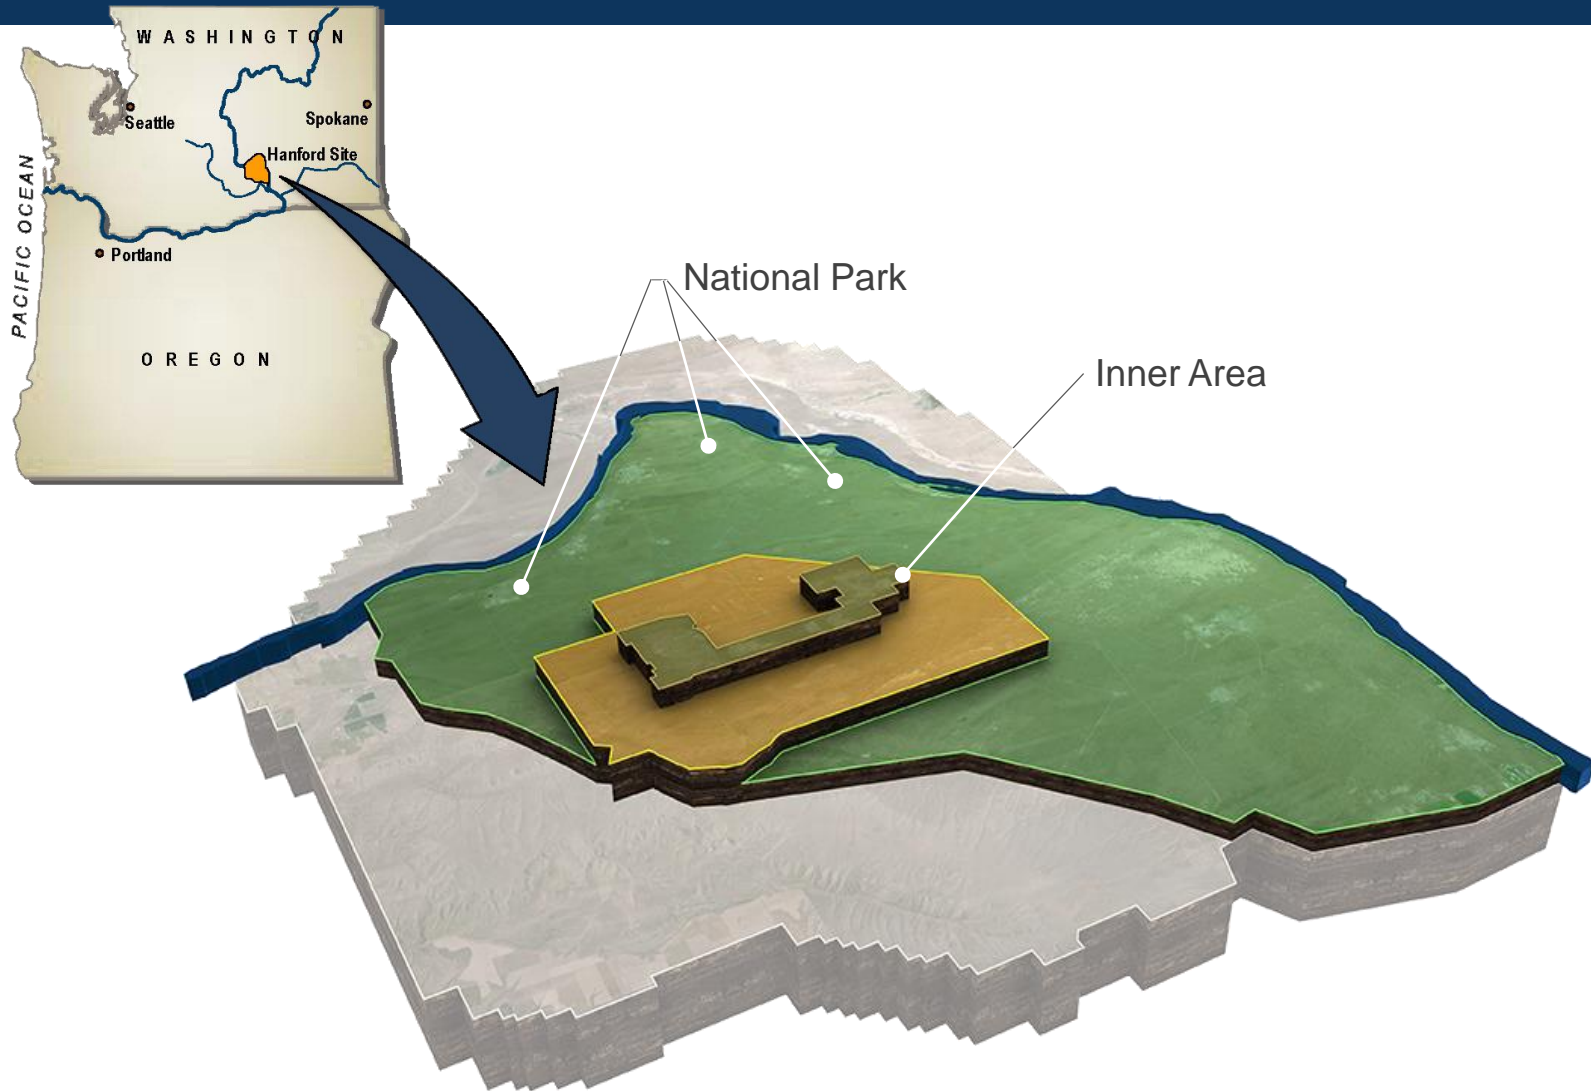 WASHINGTON
Seattle
Spokane
Hanford Site
PACIFIC OCEAN
Portland
OREGON
National Park
Inner Area